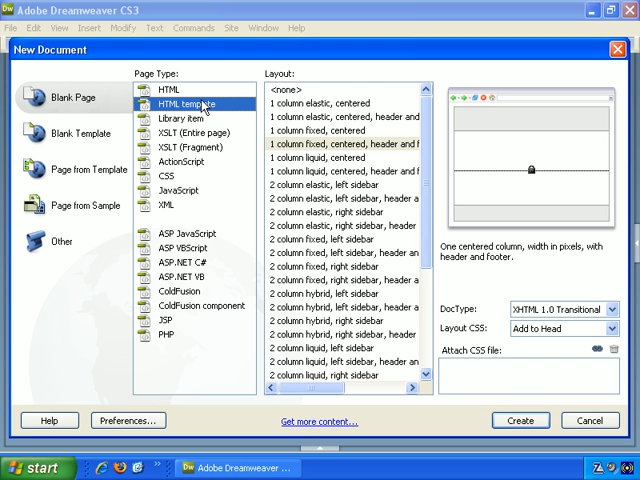 Adobe Dreamweaver CS3
File Edit View Insert Modify Text Commands Site Window Help
New Document
Blank Page
Blank Template
Page from Template
Page from Sample
Other
Page Type:
HTML
HTML template
Library item
XSLT (Entire page)
XSLT (Fragment)
ActionScript
CSS
JavaScript
XML
ASP JavaScript
ASP VBScript
ASP.NET C#
ASP.NET VB
ColdFusion
ColdFusion component
JSP
PHP
Layout:
<none>
1 column elastic, centered
1 column elastic, centered, header and
1 column fixed, centered
1 column fixed, centered, header and f
1 column liquid, centered
1 column liquid, centered, header and f
2 column elastic, left sidebar
2 column elastic, left sidebar, header a
2 column elastic, right sidebar
2 column elastic, right sidebar, header
2 column fixed, left sidebar
2 column fixed, left sidebar, header an
2 column fixed, right sidebar
2 column fixed, right sidebar, header a
2 column hybrid, left sidebar
2 column hybrid, left sidebar, header a
2 column hybrid, right sidebar
2 column hybrid, right sidebar, header
2 column liquid, left sidebar
2 column liquid, left sidebar, header an
2 column liquid, right sidebar
One centered column, width in pixels, with
header and footer.
DocType: XHTML 1.0 Transitional
Layout CSS: Add to Head
Attach CSS file:
Help
Preferences...
Get more content...
Create
Cancel
start
Adobe Dreamweaver ...